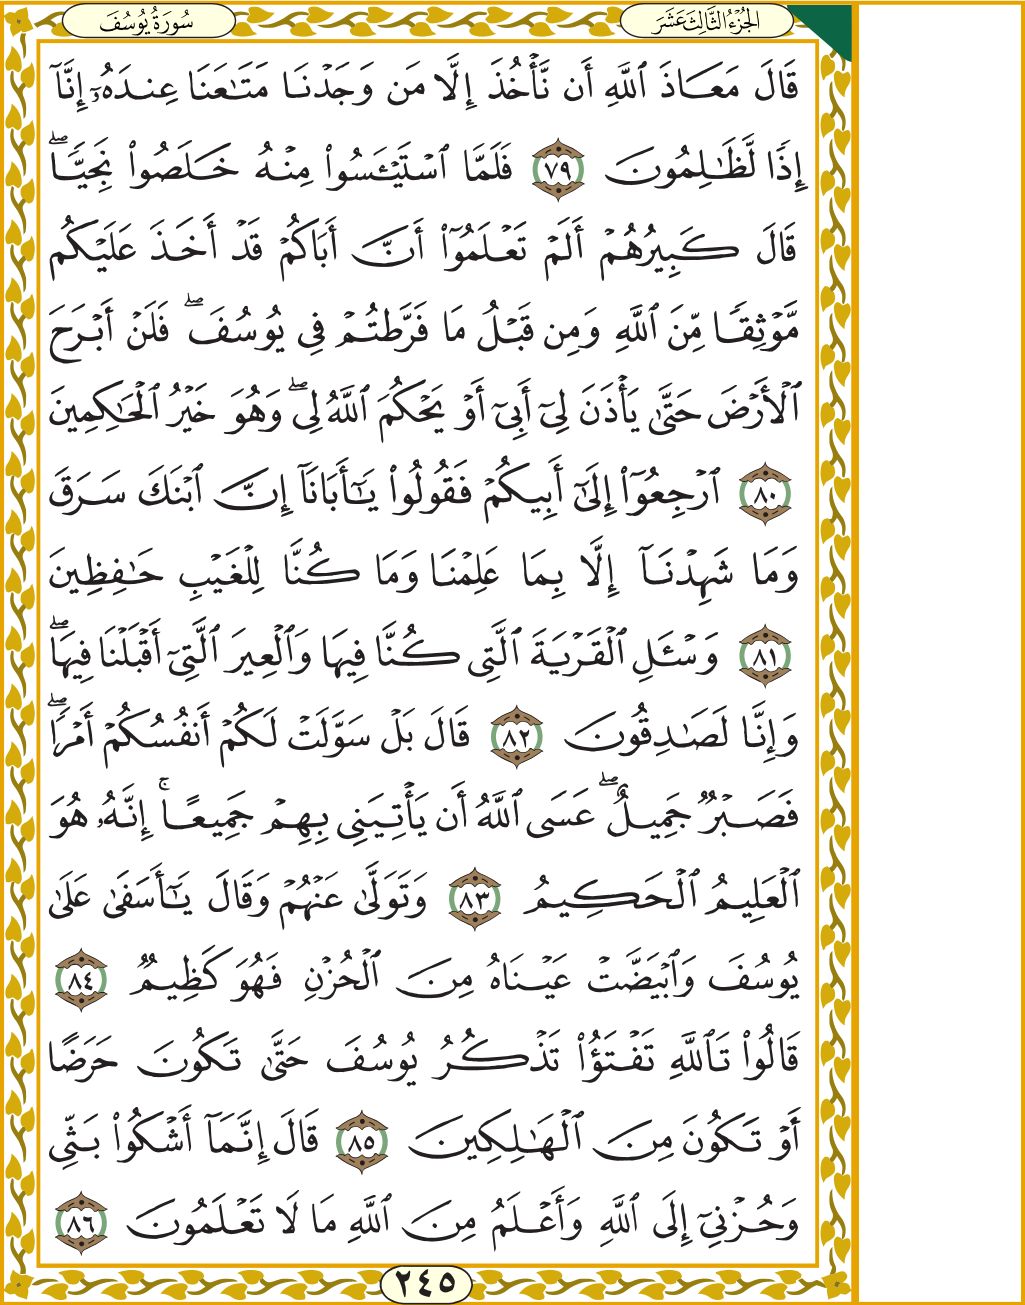 الجُزْءُ الثَّالِثَ عَشَرَ
سُورَةُ يُوسُفَ
قَالَ مَعَاذَ ٱللَّهِ أَن نَّأْخُذَ إِلَّا مَن وَجَدْنَا مَتَٰعَنَا عِندَهُۥٓ إِنَّآ
إِذًا لَّظَٰلِمُونَ ٧٩ فَلَمَّا ٱسْتَيْـَٔسُوا۟ مِنْهُ خَلَصُوا۟ نَجِيًّا ۖ
قَالَ كَبِيرُهُمْ أَلَمْ تَعْلَمُوٓا۟ أَنَّ أَبَاكُمْ قَدْ أَخَذَ عَلَيْكُم
مَّوْثِقًا مِّنَ ٱللَّهِ وَمِن قَبْلُ مَا فَرَّطتُمْ فِى يُوسُفَ ۖ فَلَنْ أَبْرَحَ
ٱلْأَرْضَ حَتَّىٰ يَأْذَنَ لِىٓ أَبِىٓ أَوْ يَحْكُمَ ٱللَّهُ لِى ۖ وَهُوَ خَيْرُ ٱلْحَٰكِمِينَ
٨٠ ٱرْجِعُوٓا۟ إِلَىٰٓ أَبِيكُمْ فَقُولُوا۟ يَٰٓأَبَانَآ إِنَّ ٱبْنَكَ سَرَقَ
وَمَا شَهِدْنَآ إِلَّا بِمَا عَلِمْنَا وَمَا كُنَّا لِلْغَيْبِ حَٰفِظِينَ
٨١ وَسْـَٔلِ ٱلْقَرْيَةَ ٱلَّتِى كُنَّا فِيهَا وَٱلْعِيرَ ٱلَّتِىٓ أَقْبَلْنَا فِيهَا ۖ
وَإِنَّا لَصَٰدِقُونَ ٨٢ قَالَ بَلْ سَوَّلَتْ لَكُمْ أَنفُسُكُمْ أَمْرًا ۖ
فَصَبْرٌ جَمِيلٌ ۖ عَسَى ٱللَّهُ أَن يَأْتِيَنِى بِهِمْ جَمِيعًا ۚ إِنَّهُۥ هُوَ
ٱلْعَلِيمُ ٱلْحَكِيمُ ٨٣ وَتَوَلَّىٰ عَنْهُمْ وَقَالَ يَٰٓأَسَفَىٰ عَلَىٰ
يُوسُفَ وَٱبْيَضَّتْ عَيْنَاهُ مِنَ ٱلْحُزْنِ فَهُوَ كَظِيمٌ ٨٤
قَالُوا۟ تَٱللَّهِ تَفْتَؤُا۟ تَذْكُرُ يُوسُفَ حَتَّىٰ تَكُونَ حَرَضًا
أَوْ تَكُونَ مِنَ ٱلْهَٰلِكِينَ ٨٥ قَالَ إِنَّمَآ أَشْكُوا۟ بَثِّى
وَحُزْنِىٓ إِلَى ٱللَّهِ وَأَعْلَمُ مِنَ ٱللَّهِ مَا لَا تَعْلَمُونَ ٨٦
٢٤٥